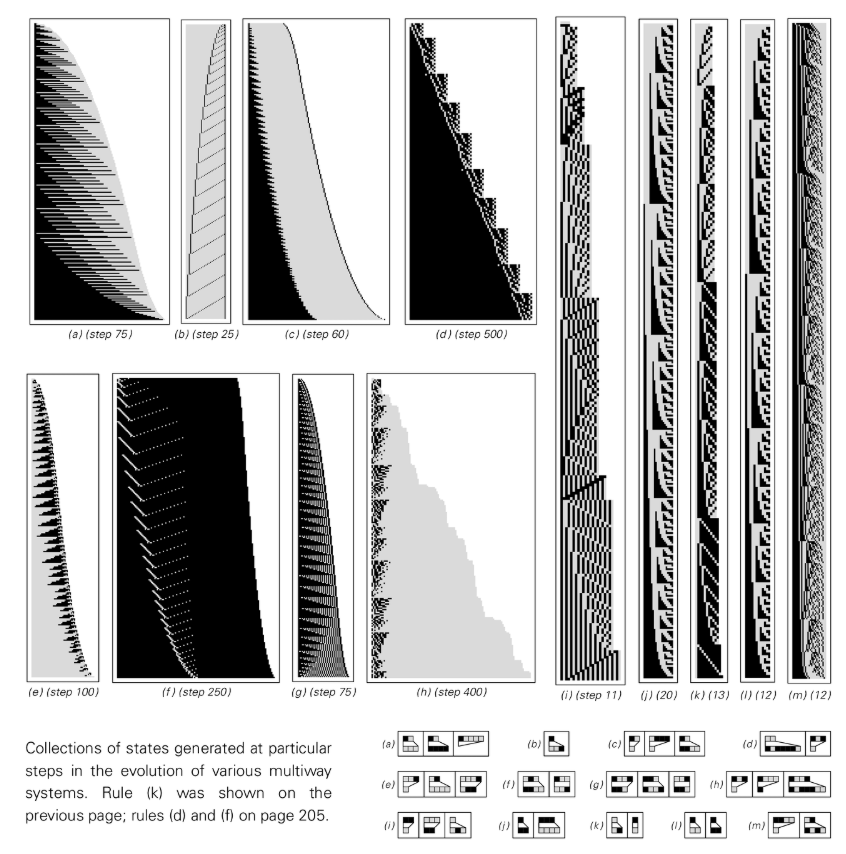 (a) (step 75)
(b) (step 25)
(c) (step 60)
(d) (step 500)
(e) (step 100)
(f) (step 250)
(g) (step 75)
(h) (step 400)
(i) (step 11)
(j) (20)
(k) (13)
(l) (12)
(m) (12)
Collections of states generated at particular
steps in the evolution of various multiway
systems. Rule (k) was shown on the
previous page; rules (d) and (f) on page 205.
(a)
(b)
(c)
(d)
(e)
(f)
(g)
(h)
(i)
(j)
(k)
(l)
(m)